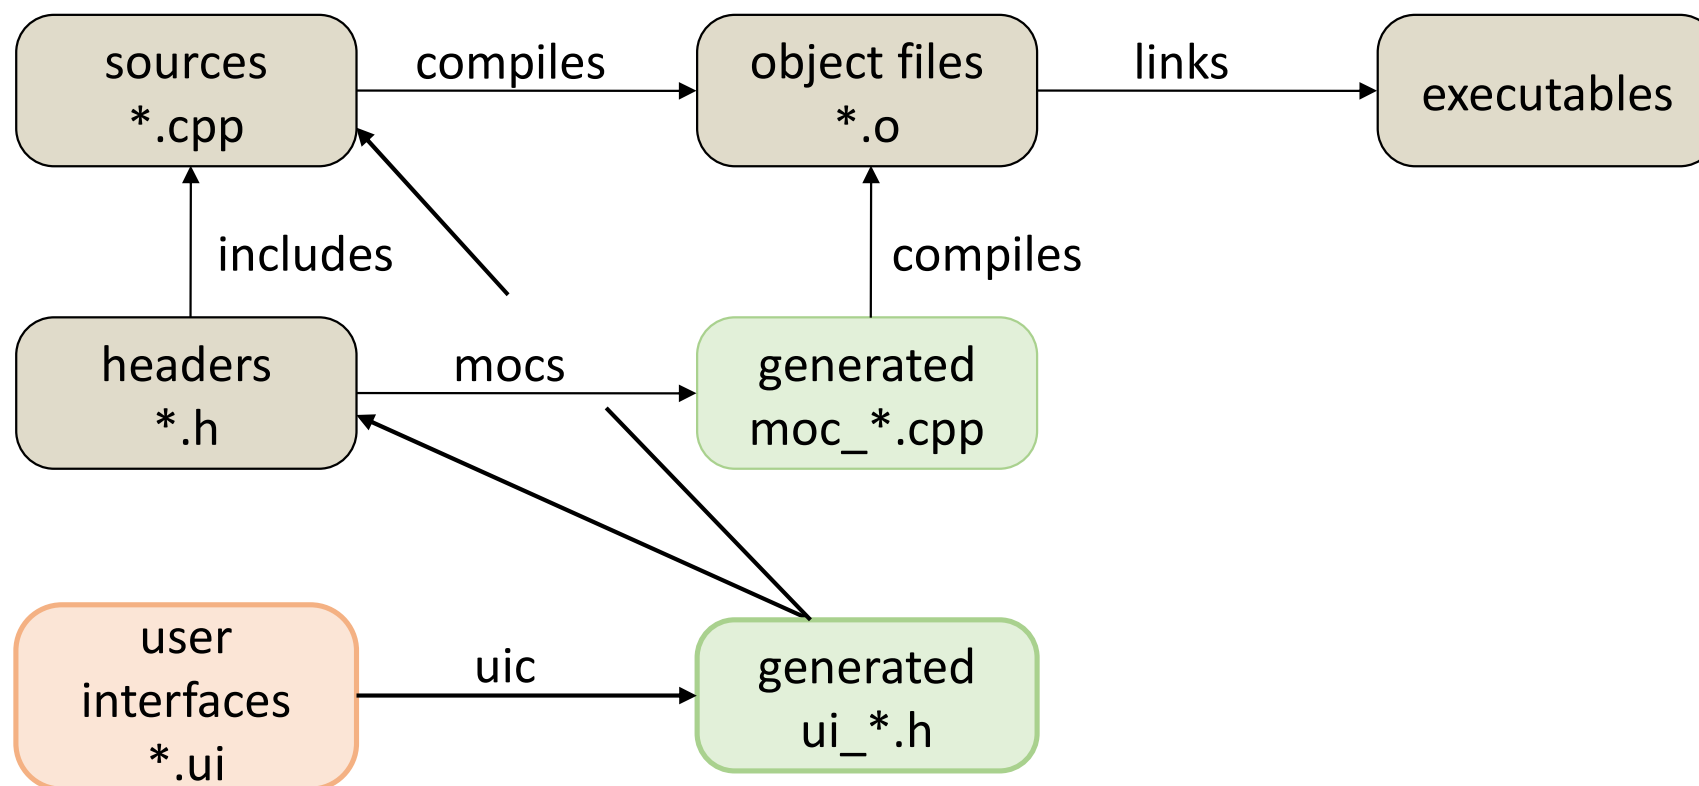 sources
*.cpp
compiles
object files
*.o
links
executables
includes
compiles
headers
*.h
mocs
generated
moc_*.cpp
user
interfaces
*.ui
uic
generated
ui_*.h